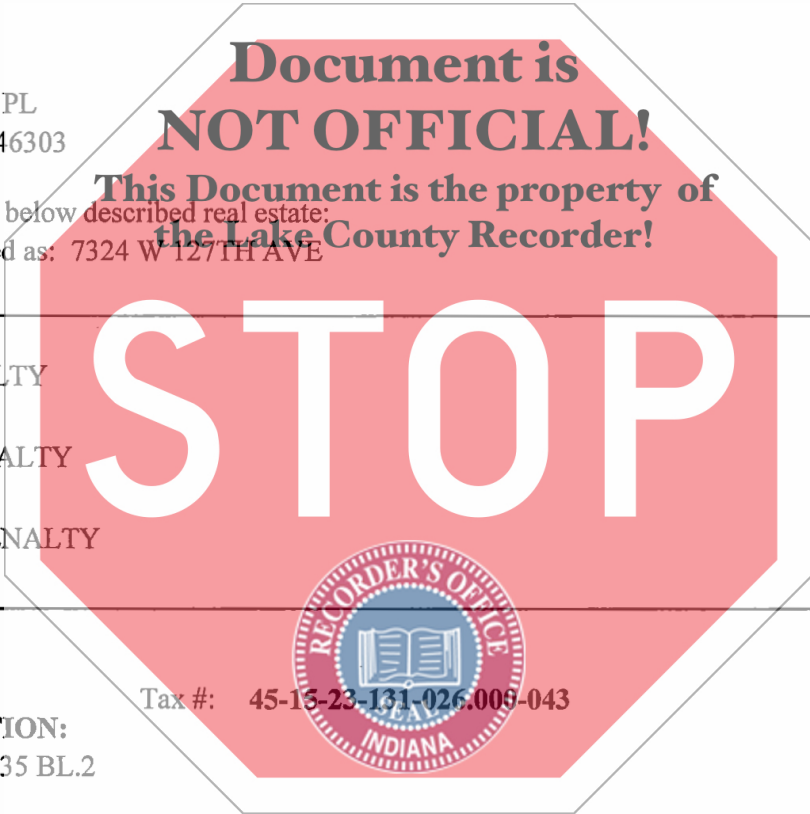 Document is
PL
NOT OFFICIAL!
46303
This Document is the property of
below described real estate:
the Lake County Recorder!
d as: 7324 W 127TH AVE
LTY
STOP
ALTY
NALTY
RECORDER'S OFFICE
Tax #: 45-15-23-131-026.000-043
SEAL
ION:
INDIANA
35 BL.2